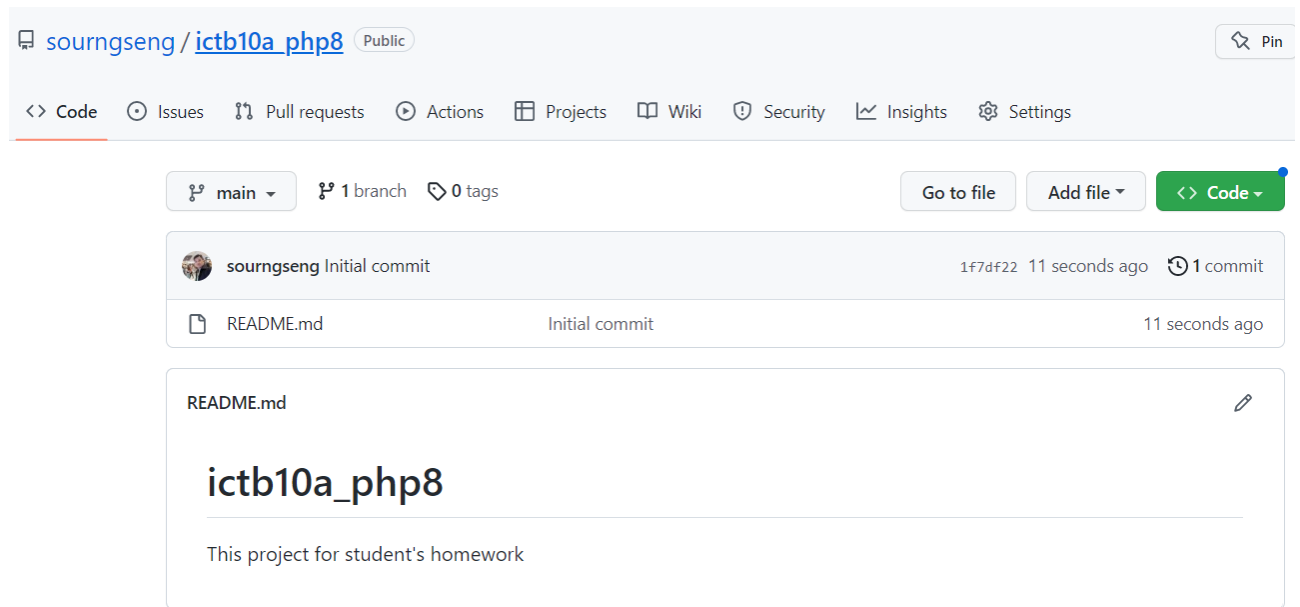 sourngseng / ictb10a_php8 Public
Pin
Code Issues Pull requests Actions Projects Wiki Security Insights Settings
main 1 branch 0 tags Go to file Add file Code
sourngseng Initial commit 1f7df22 11 seconds ago 1 commit
README.md Initial commit 11 seconds ago
README.md
ictb10a_php8
This project for student's homework